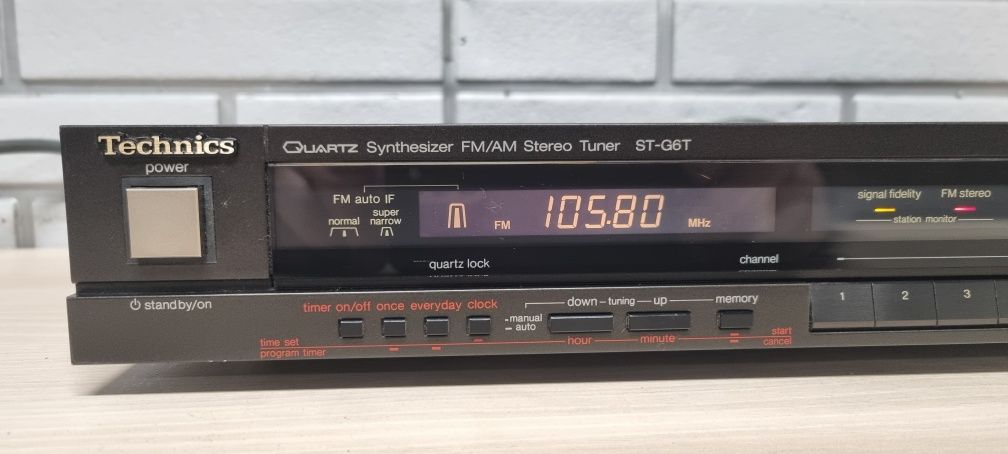 Technics
power
QUARTZ Synthesizer FM/AM Stereo Tuner ST-G6T
FM auto IF
normal
super
narrow
FM 105.80 MHz
signal fidelity FM stereo
station monitor
quartz lock
channel
standby/on
timer on/off once everyday clock
manual
auto
down – tuning – up
memory
1 2 3
time set
program timer
hour
minute
start
cancel